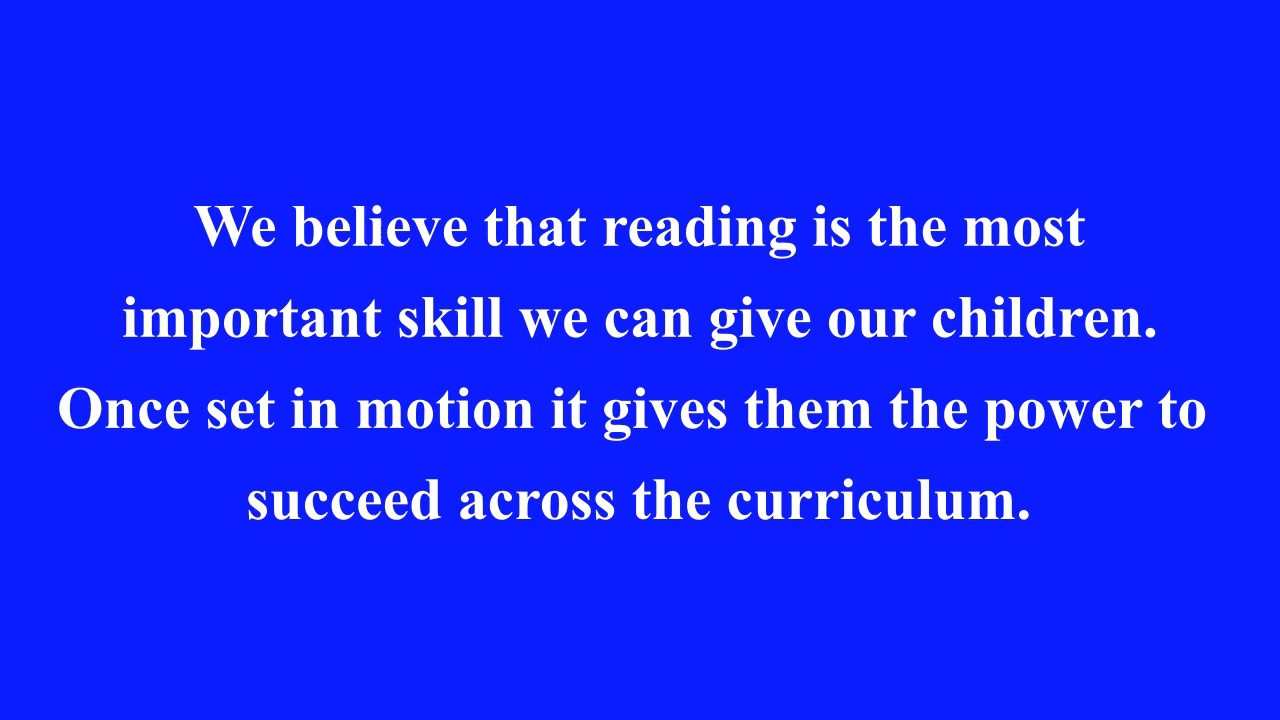 We believe that reading is the most
important skill we can give our children.
Once set in motion it gives them the power to
succeed across the curriculum.